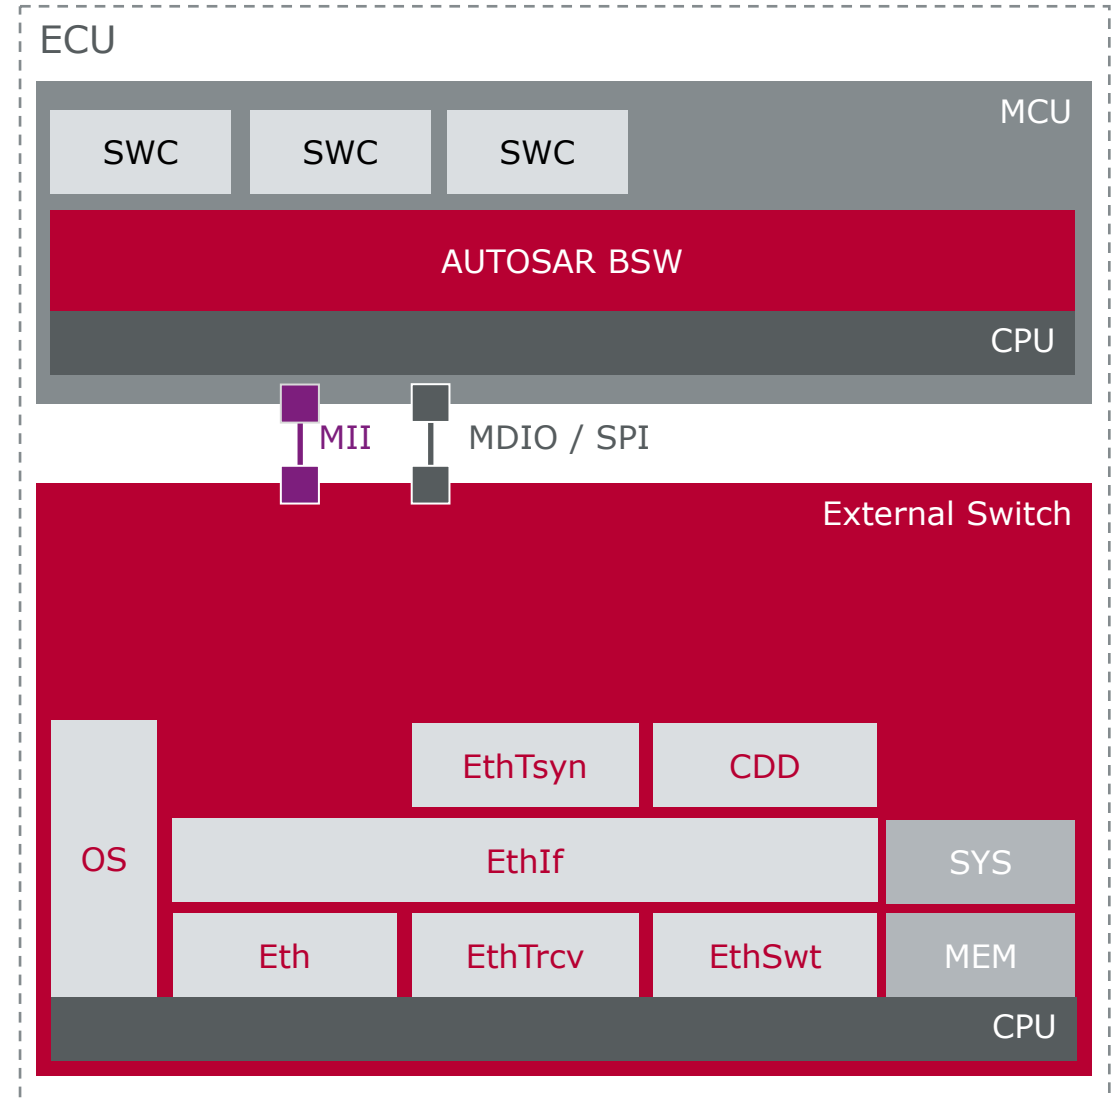 ECU
MCU
SWC
SWC
SWC
AUTOSAR BSW
CPU
MII
MDIO / SPI
External Switch
EthTsyn
CDD
OS
EthIf
SYS
Eth
EthTrcv
EthSwt
MEM
CPU